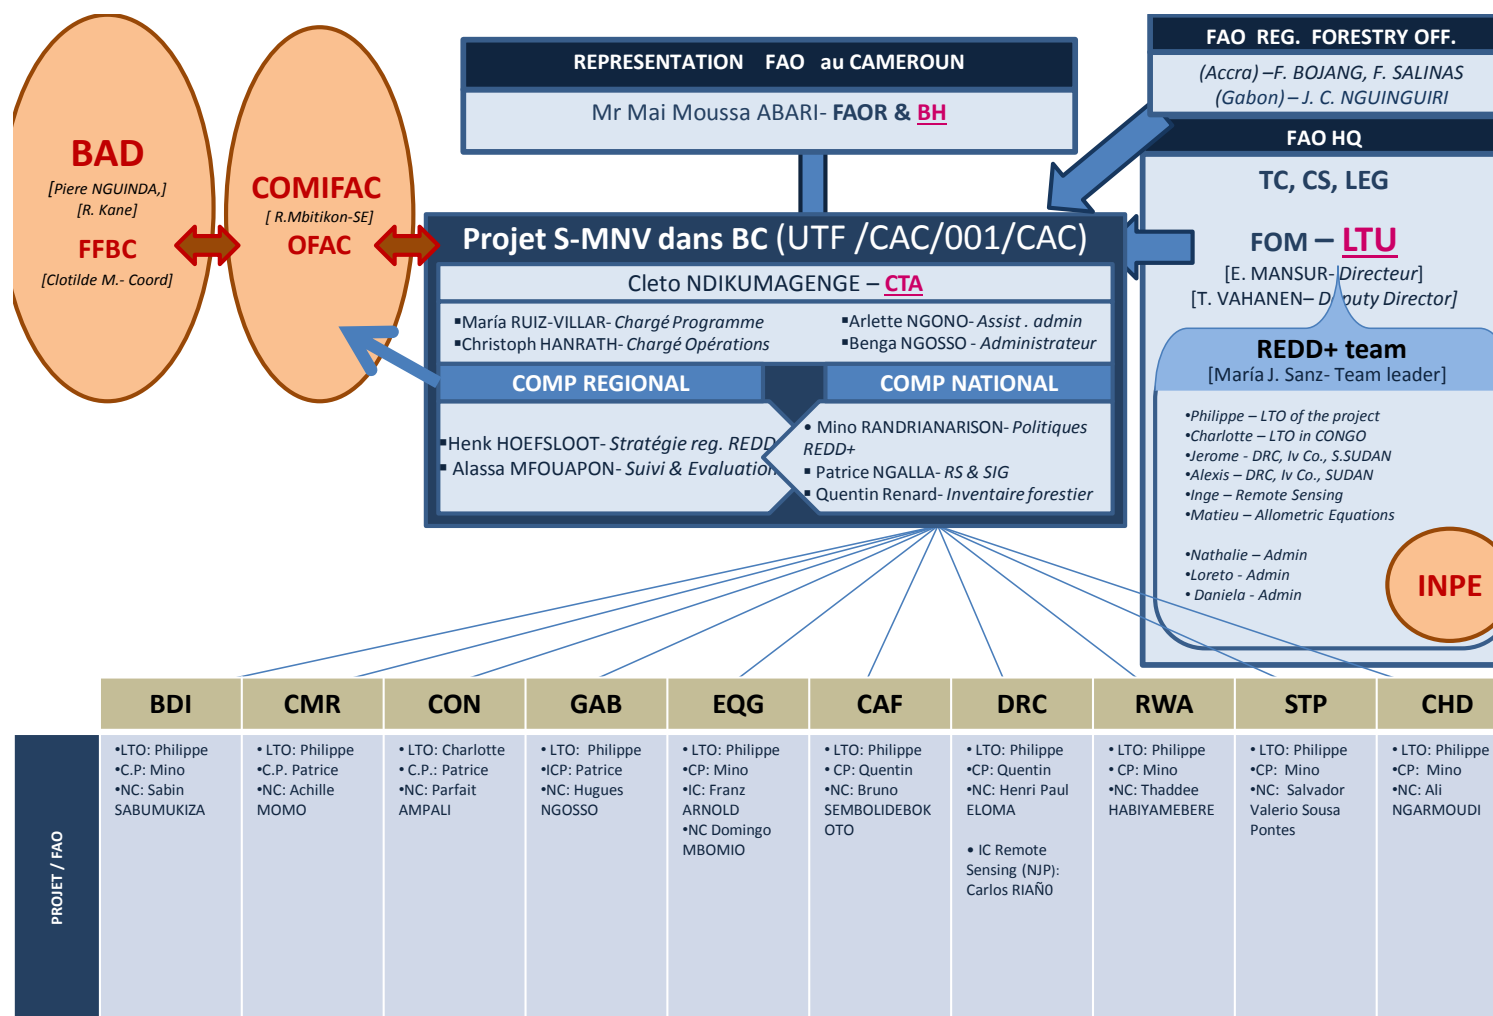 BAD
[Piere NGUINDA,]
[R. Kane]
FFBC
[Clotilde M.- Coord]
COMIFAC
[ R.Mbitikon-SE]
OFAC
REPRESENTATION FAO au CAMEROUN
Mr Mai Moussa ABARI- FAOR & BH
FAO REG. FORESTRY OFF.
(Accra) –F. BOJANG, F. SALINAS
(Gabon) – J. C. NGUINGUIRI
FAO HQ
TC, CS, LEG
FOM – LTU
[E. MANSUR- Directeur]
[T. VAHANEN– Deputy Director]
REDD+ team
[María J. Sanz- Team leader]
•Philippe – LTO of the project
•Charlotte – LTO in CONGO
•Jerome - DRC, Iv Co., S.SUDAN
•Alexis – DRC, Iv Co., SUDAN
•Inge – Remote Sensing
•Matieu – Allometric Equations
•Nathalie – Admin
•Loreto - Admin
• Daniela - Admin
INPE
Projet S-MNV dans BC (UTF /CAC/001/CAC)
Cleto NDIKUMAGENGE – CTA
▪María RUIZ-VILLAR- Chargé Programme
▪Christoph HANRATH- Chargé Opérations
▪Arlette NGONO- Assist . admin
▪Benga NGOSSO - Administrateur
COMP REGIONAL
▪Henk HOEFSLOOT- Stratégie reg. REDD
▪ Alassa MFOUAPON- Suivi & Evaluation
COMP NATIONAL
• Mino RANDRIANARISON- Politiques
REDD+
▪ Patrice NGALLA- RS & SIG
▪ Quentin Renard- Inventaire forestier
PROJET / FAO
BDI
•LTO: Philippe
•C.P: Mino
•NC: Sabin
SABUMUKIZA
CMR
• LTO: Philippe
•C.P. Patrice
•NC: Achille
MOMO
CON
• LTO: Charlotte
• C.P.: Patrice
•NC: Parfait
AMPALI
GAB
• LTO: Philippe
•ICP: Patrice
•NC: Hugues
NGOSSO
EQG
• LTO: Philippe
•CP: Mino
•IC: Franz
ARNOLD
•NC Domingo
MBOMIO
CAF
• LTO: Philippe
• CP: Quentin
•NC: Bruno
SEMBOLIDEBOK
OTO
DRC
• LTO: Philippe
•CP: Quentin
•NC: Henri Paul
ELOMA
• IC Remote
Sensing (NJP):
Carlos RIAÑ0
RWA
• LTO: Philippe
• CP: Mino
•NC: Thaddee
HABIYAMEBERE
STP
• LTO: Philippe
•CP: Mino
•NC: Salvador
Valerio Sousa
Pontes
CHD
• LTO: Philippe
•CP: Mino
•NC: Ali
NGARMOUDI